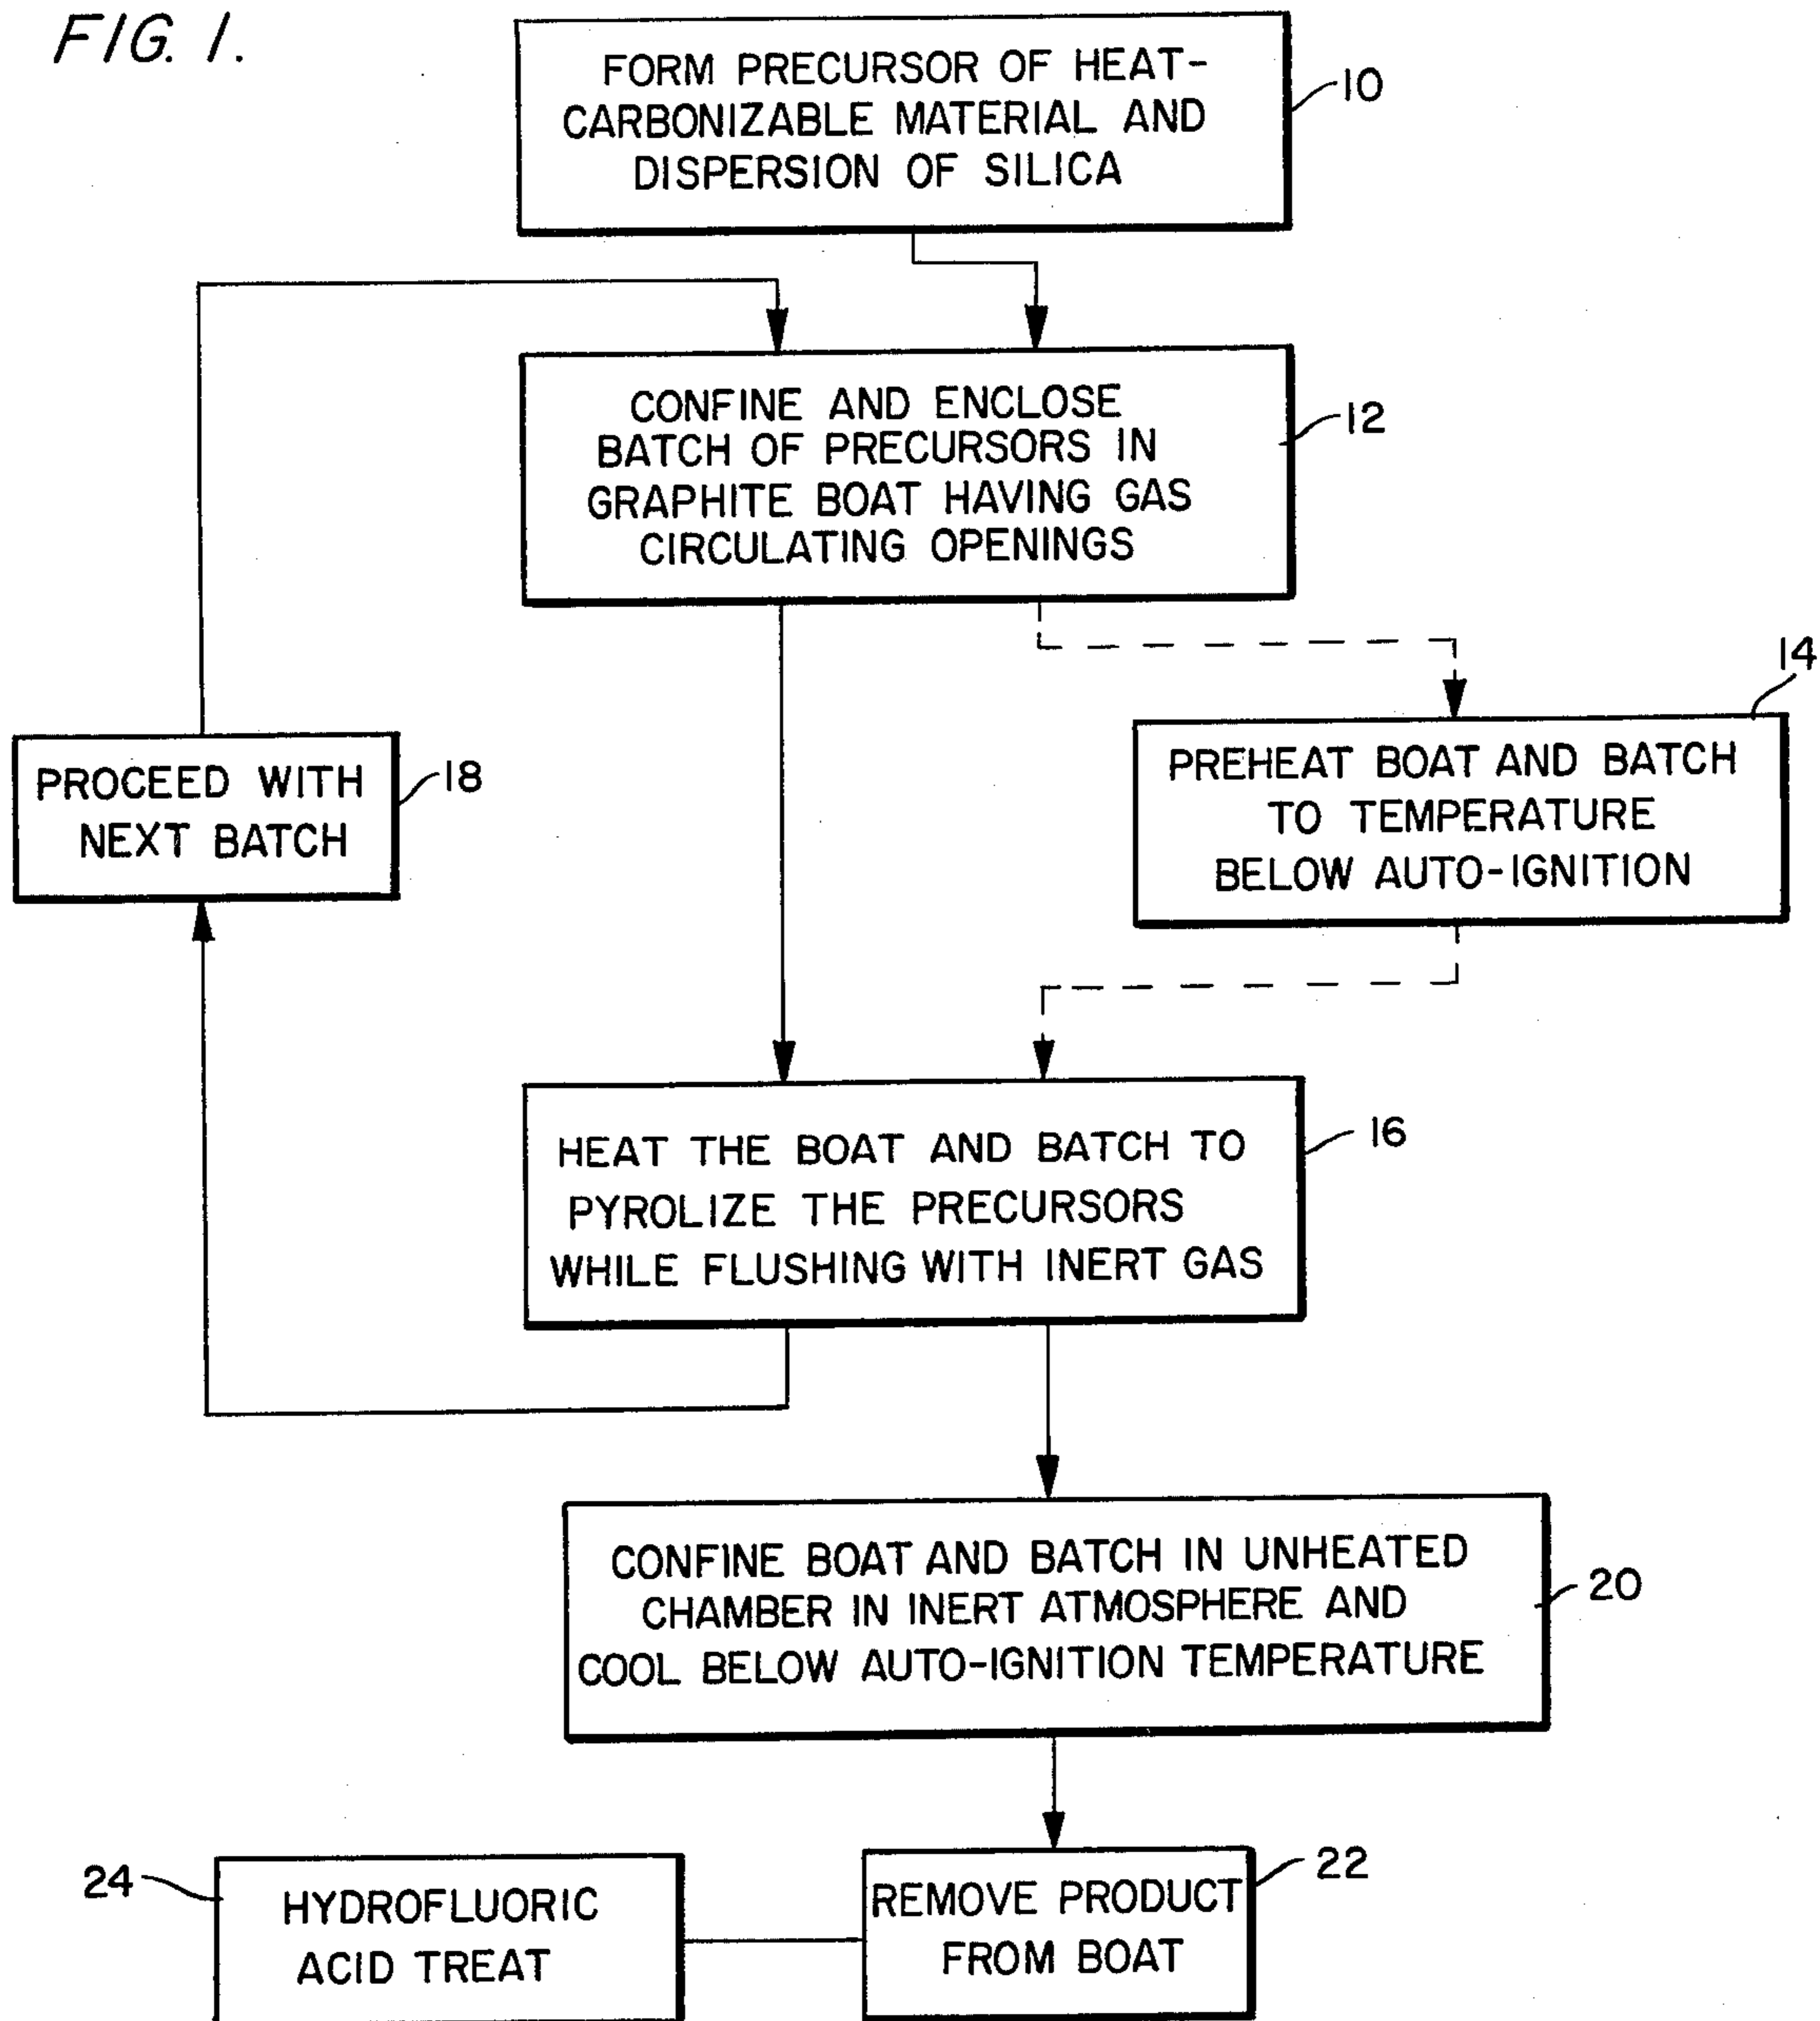 FIG. 1.
FORM PRECURSOR OF HEAT-
CARBONIZABLE MATERIAL AND
DISPERSION OF SILICA
10
CONFINE AND ENCLOSE
BATCH OF PRECURSORS IN
GRAPHITE BOAT HAVING GAS
CIRCULATING OPENINGS
12
14
PREHEAT BOAT AND BATCH
TO TEMPERATURE
BELOW AUTO-IGNITION
PROCEED WITH
NEXT BATCH
18
HEAT THE BOAT AND BATCH TO
PYROLIZE THE PRECURSORS
WHILE FLUSHING WITH INERT GAS
16
CONFINE BOAT AND BATCH IN UNHEATED
CHAMBER IN INERT ATMOSPHERE AND
COOL BELOW AUTO-IGNITION TEMPERATURE
20
24
HYDROFLUORIC
ACID TREAT
REMOVE PRODUCT
FROM BOAT
22